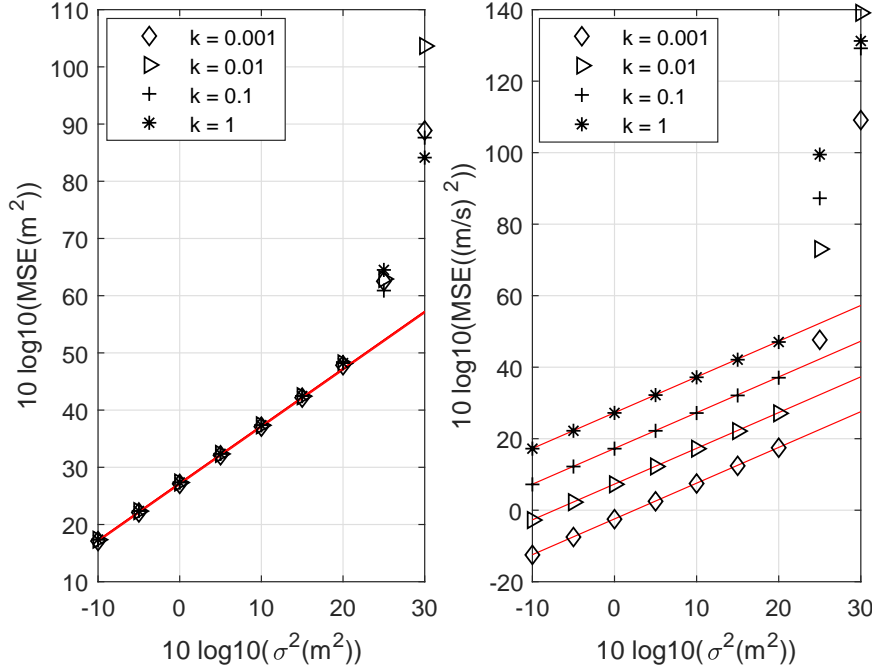 110
100
90
80
70
60
50
40
30
20
10
-10
0
10
20
30
10 log10(MSE(m²))
10 log10(σ²(m²))
k = 0.001
k = 0.01
k = 0.1
k = 1
140
120
100
80
60
40
20
0
-20
-10
0
10
20
30
10 log10(MSE((m/s)²))
10 log10(σ²(m²))
k = 0.001
k = 0.01
k = 0.1
k = 1